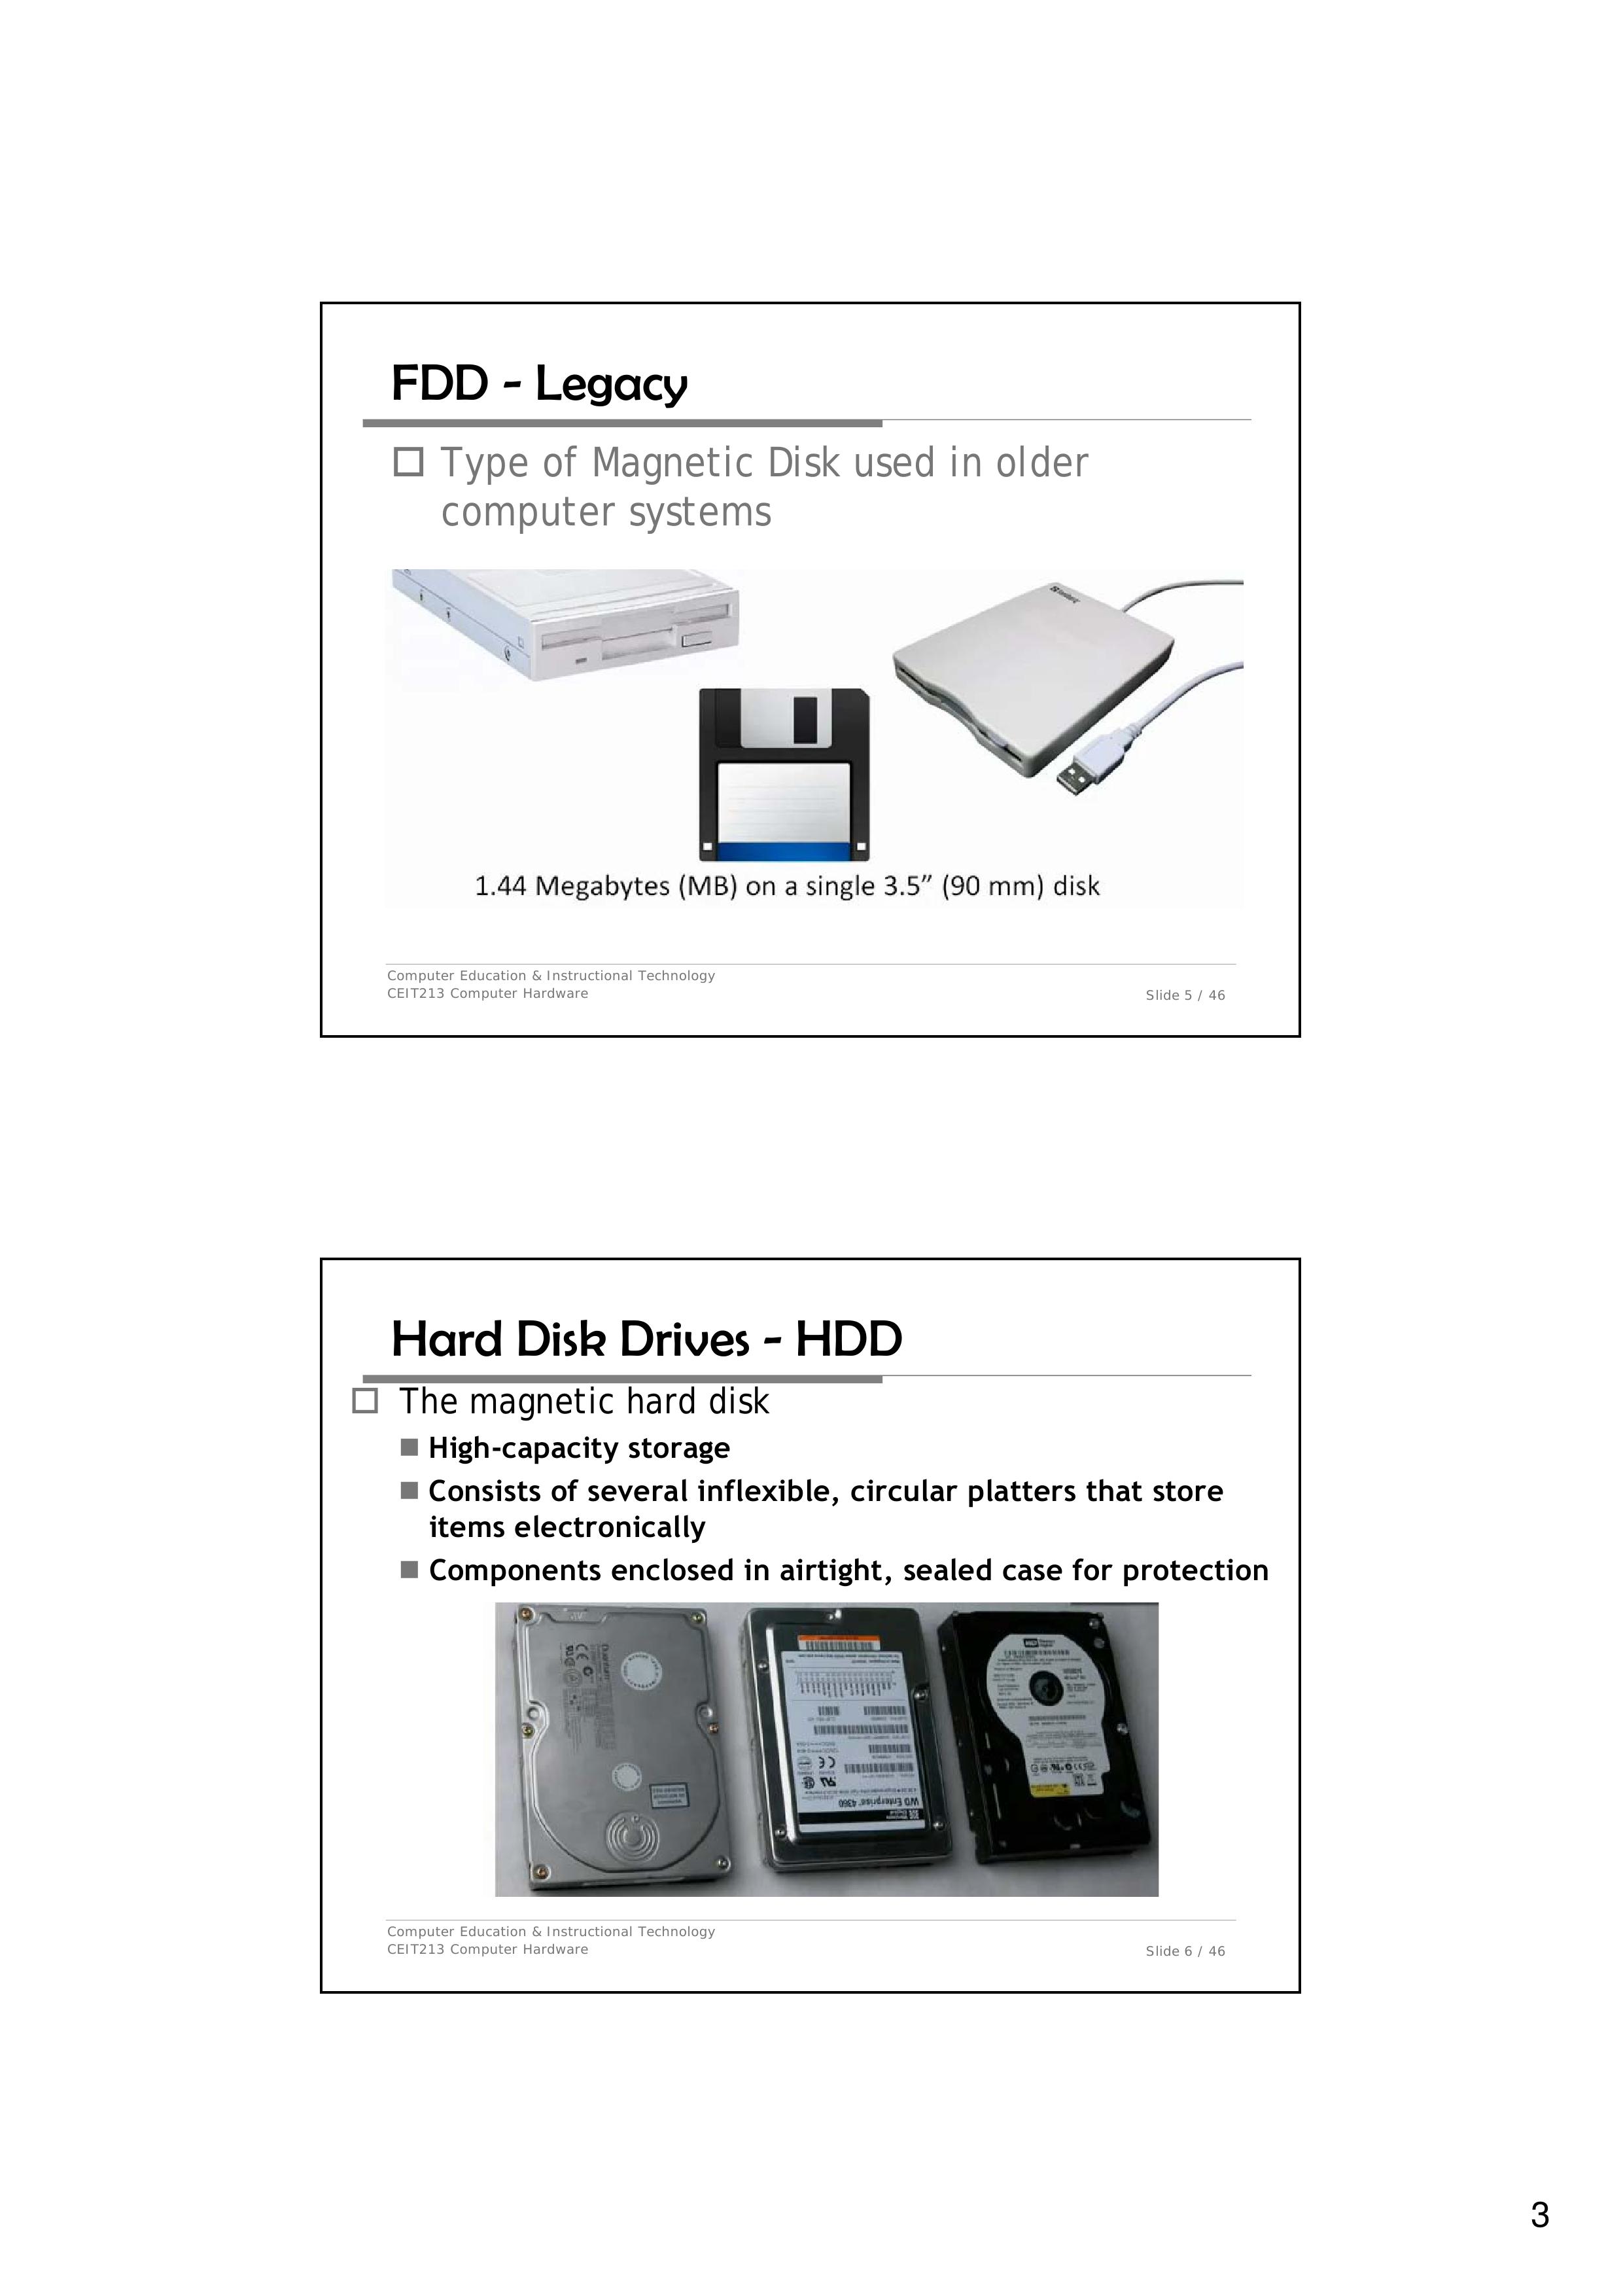 FDD - Legacy
Type of Magnetic Disk used in older
computer systems
1.44 Megabytes (MB) on a single 3.5” (90 mm) disk
Computer Education & Instructional Technology
CEIT213 Computer Hardware
Slide 5 / 46
Hard Disk Drives - HDD
The magnetic hard disk
High-capacity storage
Consists of several inflexible, circular platters that store
items electronically
Components enclosed in airtight, sealed case for protection
WD Enterprise 4360
Computer Education & Instructional Technology
CEIT213 Computer Hardware
Slide 6 / 46
3